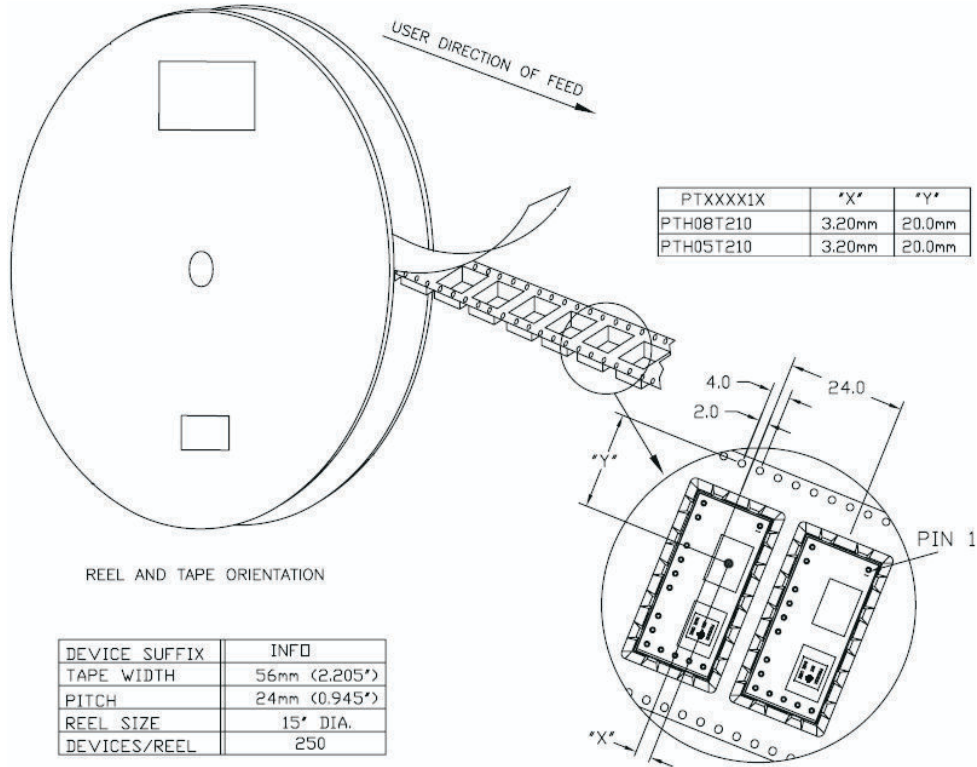 USER DIRECTION OF FEED
PTXXXX1X "X" "Y"
PTH08T210 3.20mm 20.0mm
PTH05T210 3.20mm 20.0mm
4.0
24.0
2.0
"Y"
PIN 1
REEL AND TAPE ORIENTATION
DEVICE SUFFIX INFO
TAPE WIDTH 56mm (2.205")
PITCH 24mm (0.945")
REEL SIZE 15" DIA.
DEVICES/REEL 250
"X"